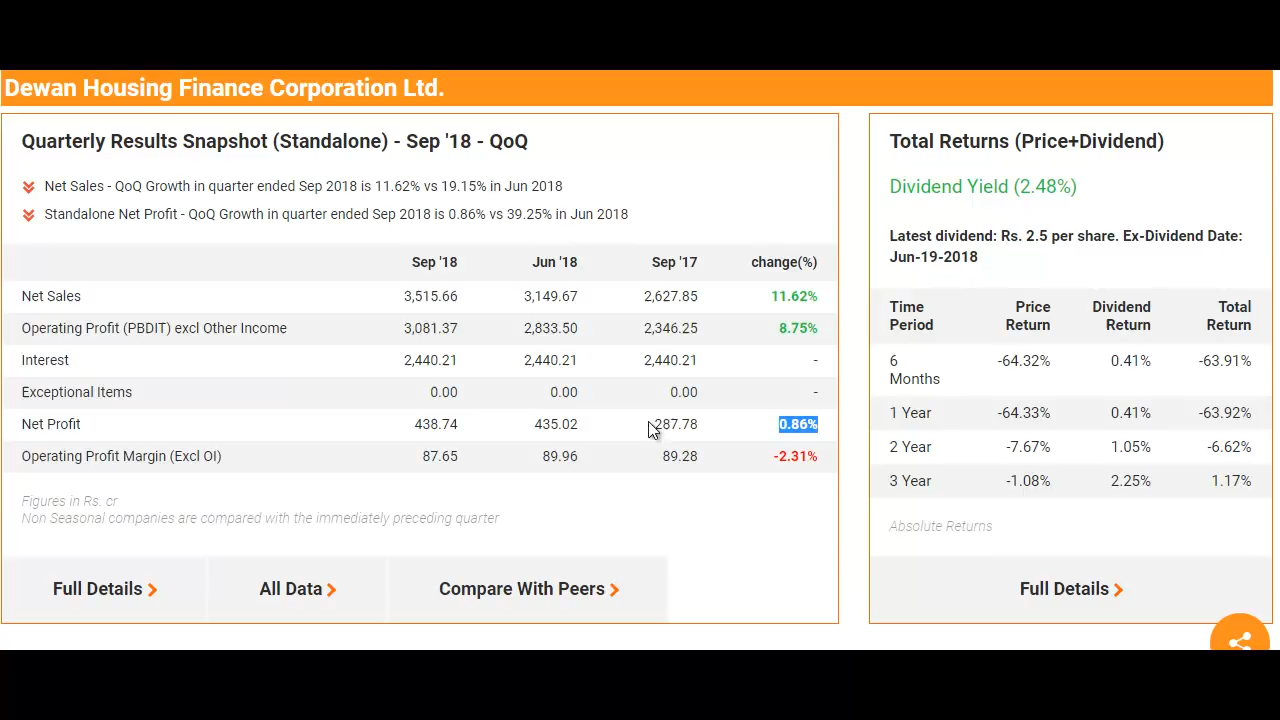 Dewan Housing Finance Corporation Ltd.
Quarterly Results Snapshot (Standalone) - Sep '18 - QoQ
Net Sales - QoQ Growth in quarter ended Sep 2018 is 11.62% vs 19.15% in Jun 2018
Standalone Net Profit - QoQ Growth in quarter ended Sep 2018 is 0.86% vs 39.25% in Jun 2018
Sep '18 Jun '18 Sep '17 change(%)
Net Sales 3,515.66 3,149.67 2,627.85 11.62%
Operating Profit (PBDIT) excl Other Income 3,081.37 2,833.50 2,346.25 8.75%
Interest 2,440.21 2,440.21 2,440.21 -
Exceptional Items 0.00 0.00 0.00 -
Net Profit 438.74 435.02 287.78 0.86%
Operating Profit Margin (Excl OI) 87.65 89.96 89.28 -2.31%
Figures in Rs. cr
Non Seasonal companies are compared with the immediately preceding quarter
Full Details All Data Compare With Peers
Total Returns (Price+Dividend)
Dividend Yield (2.48%)
Latest dividend: Rs. 2.5 per share. Ex-Dividend Date:
Jun-19-2018
Time Price Dividend Total
Period Return Return Return
6 -64.32% 0.41% -63.91%
Months
1 Year -64.33% 0.41% -63.92%
2 Year -7.67% 1.05% -6.62%
3 Year -1.08% 2.25% 1.17%
Absolute Returns
Full Details